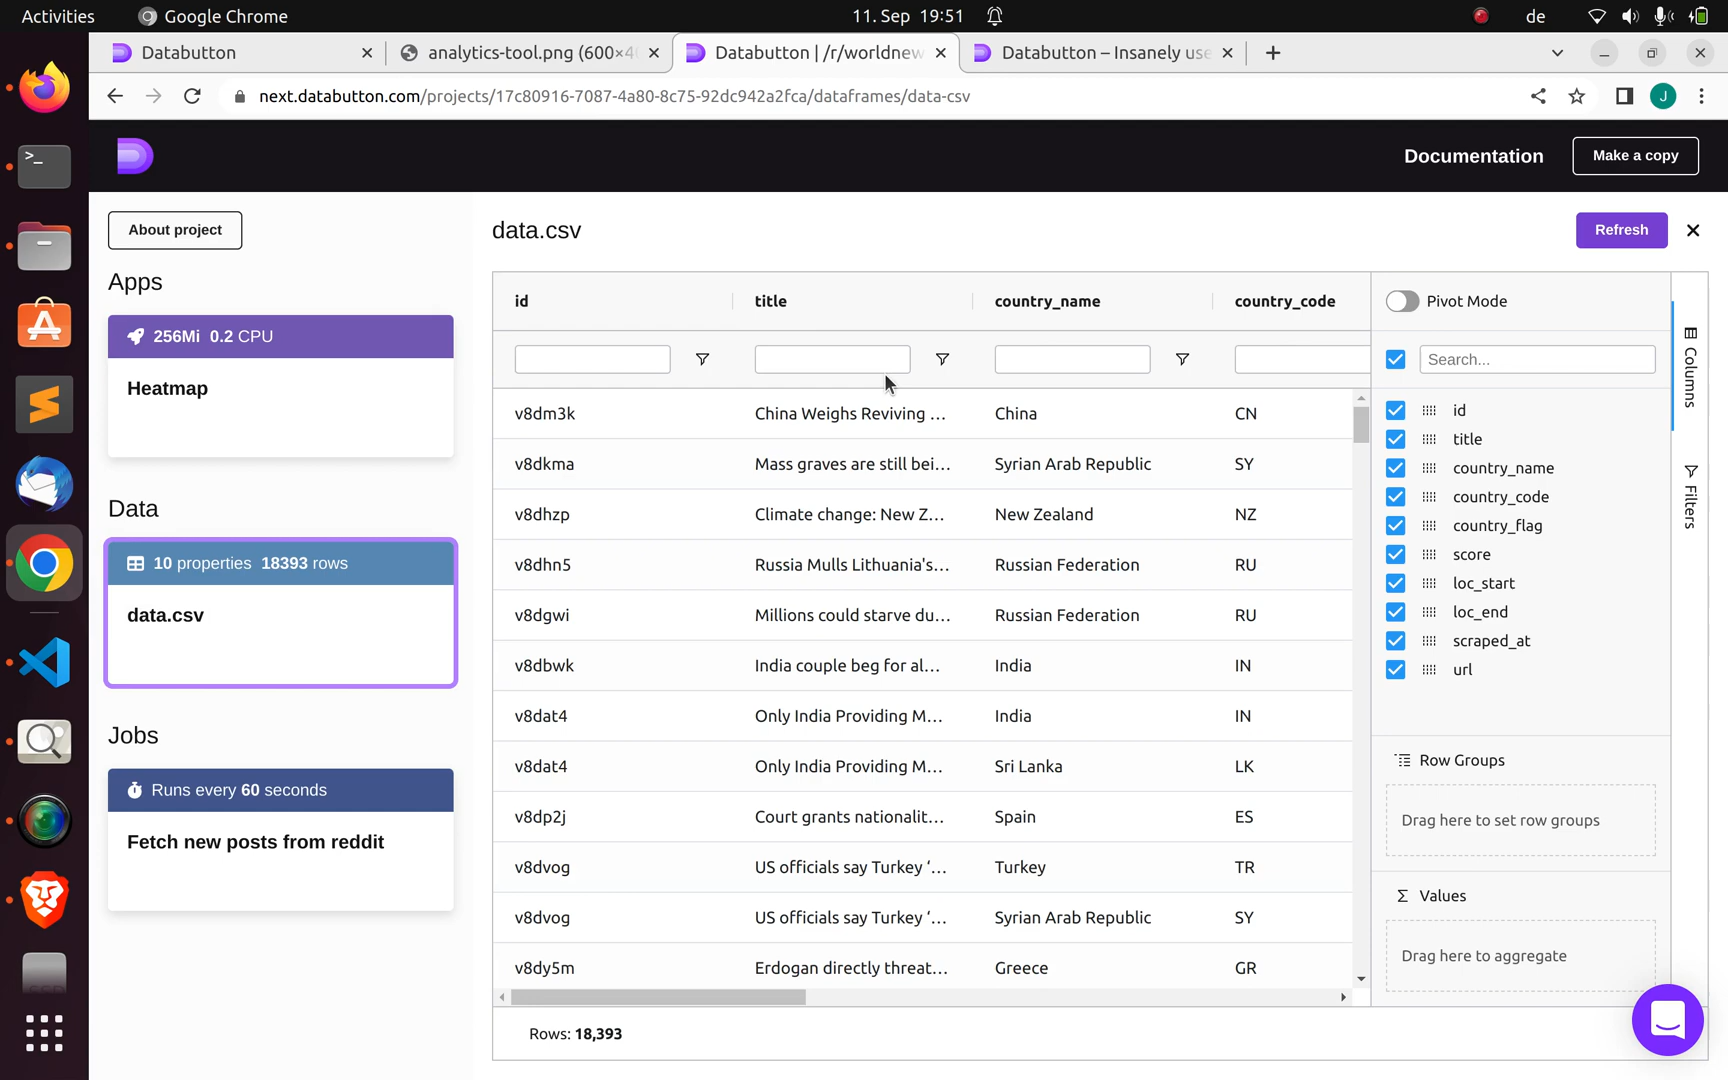 Activities
Google Chrome
11. Sep 19:51
de
Databutton
analytics-tool.png (600×4
Databutton | /r/worldnew
Databutton – Insanely use
next.databutton.com/projects/17c80916-7087-4a80-8c75-92dc942a2fca/dataframes/data-csv
J
Documentation
Make a copy
About project
Apps
256Mi 0.2 CPU
Heatmap
Data
10 properties 18393 rows
data.csv
Jobs
Runs every 60 seconds
Fetch new posts from reddit
data.csv
Refresh
id title country_name country_code
v8dm3k China Weighs Reviving ... China CN
v8dkma Mass graves are still bei... Syrian Arab Republic SY
v8dhzp Climate change: New Z... New Zealand NZ
v8dhn5 Russia Mulls Lithuania's... Russian Federation RU
v8dgwi Millions could starve du... Russian Federation RU
v8dbwk India couple beg for al... India IN
v8dat4 Only India Providing M... India IN
v8dat4 Only India Providing M... Sri Lanka LK
v8dp2j Court grants nationalit... Spain ES
v8dvog US officials say Turkey ‘... Turkey TR
v8dvog US officials say Turkey ‘... Syrian Arab Republic SY
v8dy5m Erdogan directly threat... Greece GR
Rows: 18,393
Pivot Mode
Search...
id
title
country_name
country_code
country_flag
score
loc_start
loc_end
scraped_at
url
Row Groups
Drag here to set row groups
Values
Drag here to aggregate
Columns
Filters